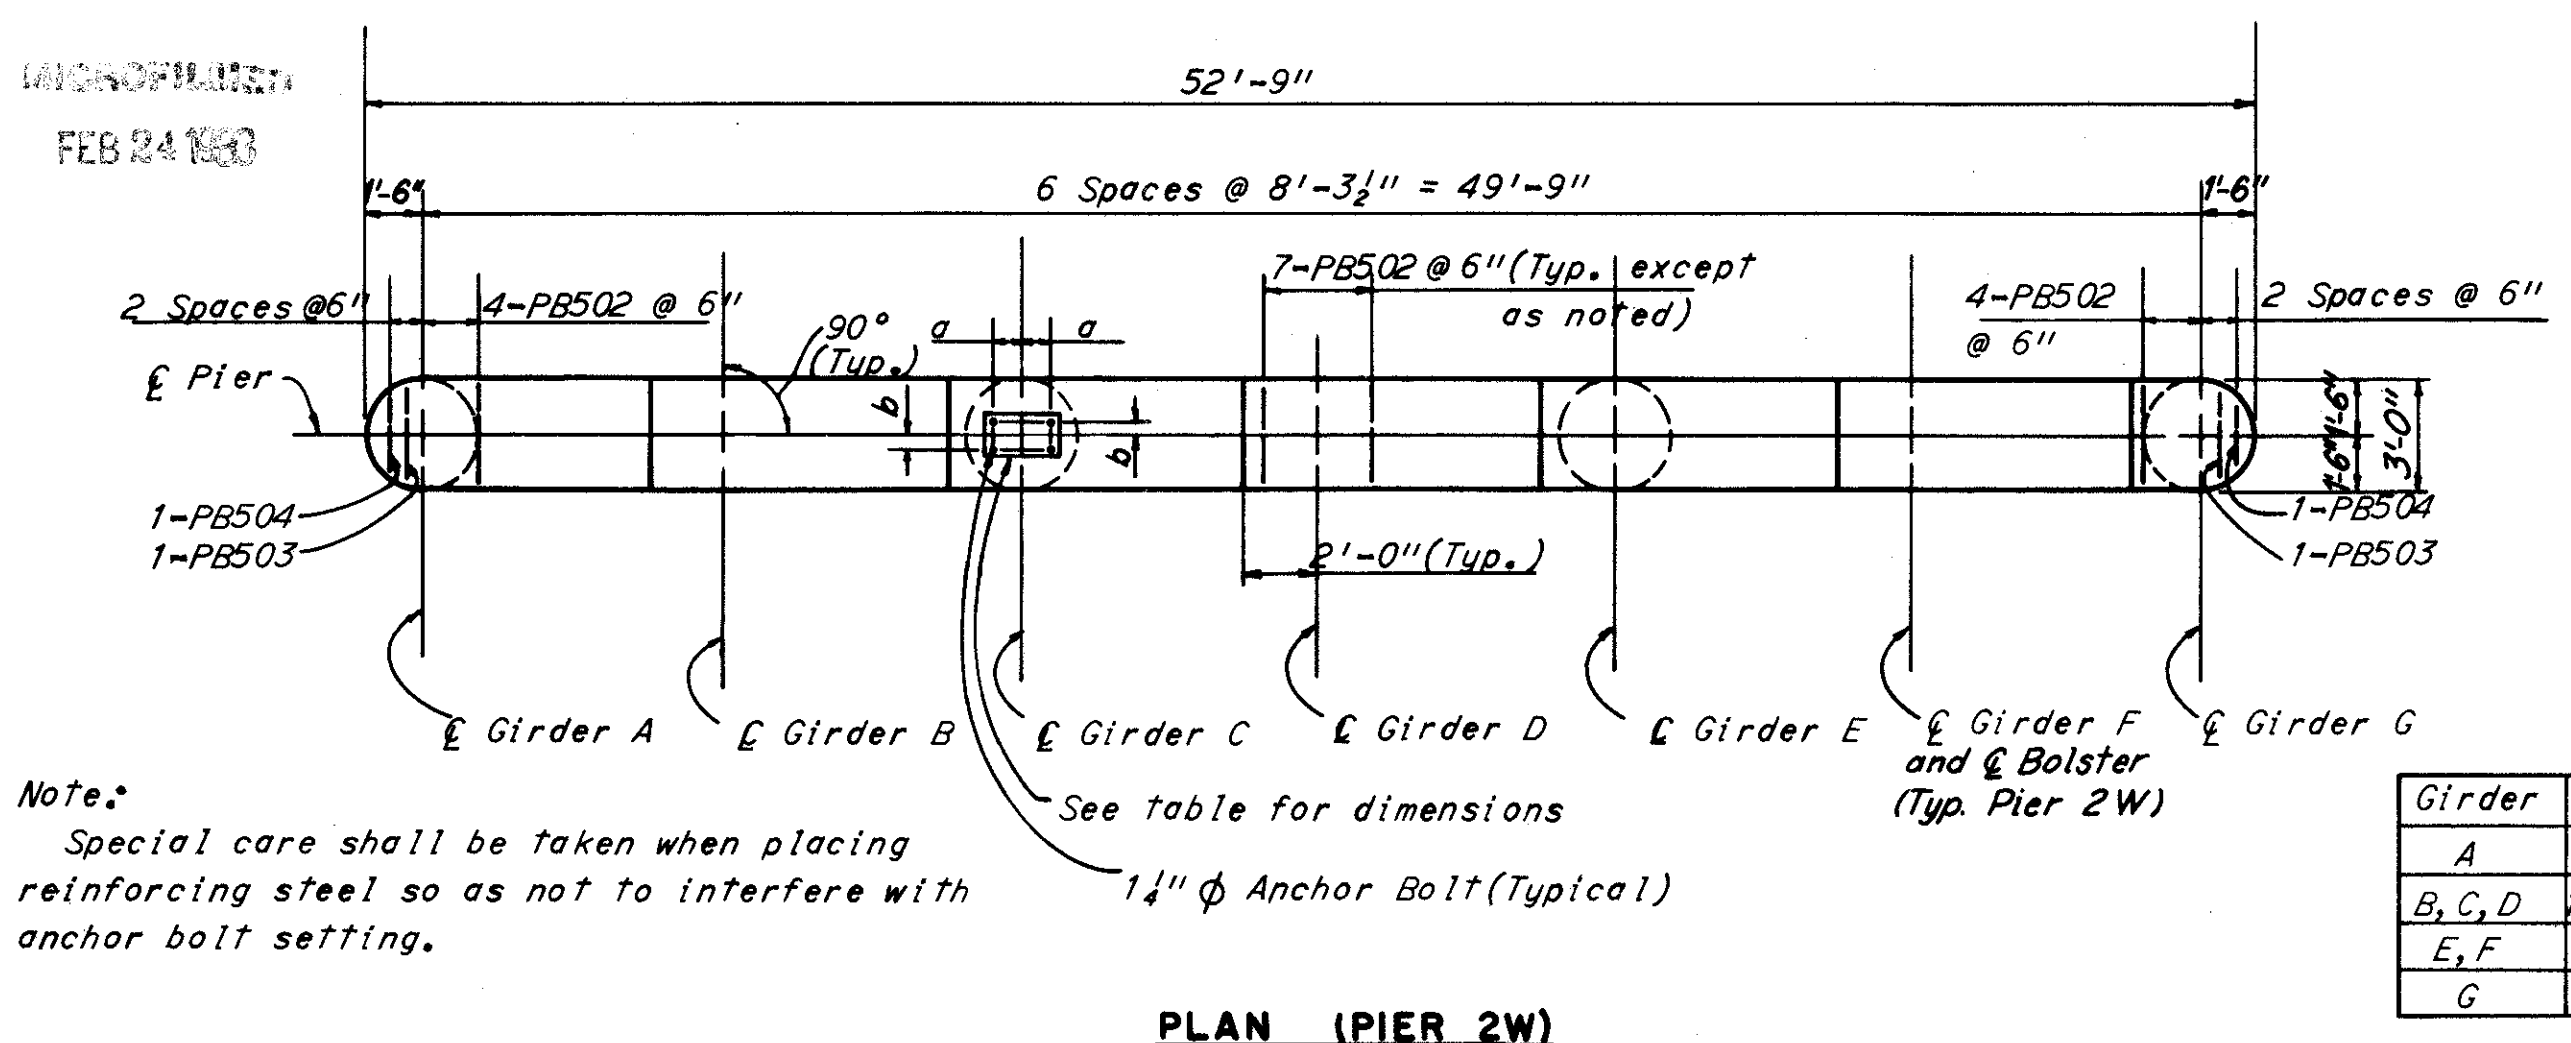 MICROFILMED
FEB 24 1983
52'-9"
1'-6"
6 Spaces @ 8'-3½" = 49'-9"
1'-6"
2 Spaces @6"
4-PB502 @ 6"
7-PB502 @ 6" (Typ. except
as noted)
4-PB502
@ 6"
2 Spaces @ 6"
90°
(Typ.)
a
a
℄ Pier
b
b
1'-6"
1'-6"
3'-0"
1-PB504
1-PB503
2'-0" (Typ.)
1-PB504
1-PB503
℄ Girder A
℄ Girder B
℄ Girder C
℄ Girder D
℄ Girder E
℄ Girder F
and ℄ Bolster
(Typ. Pier 2W)
℄ Girder G
Note:
Special care shall be taken when placing
reinforcing steel so as not to interfere with
anchor bolt setting.
See table for dimensions
1¼" ϕ Anchor Bolt (Typical)
Girder
A
B, C, D
E, F
G
PLAN (PIER 2W)